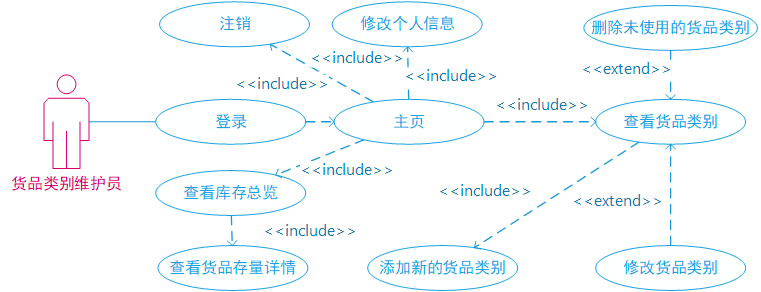 注销
修改个人信息
删除未使用的货品类别
<<include>>
<<include>>
<<include>>
<<extend>>
<<include>>
登录
主页
查看货品类别
<<include>>
货品类别维护员
查看库存总览
<<include>>
<<extend>>
<<include>>
查看货品存量详情
添加新的货品类别
修改货品类别